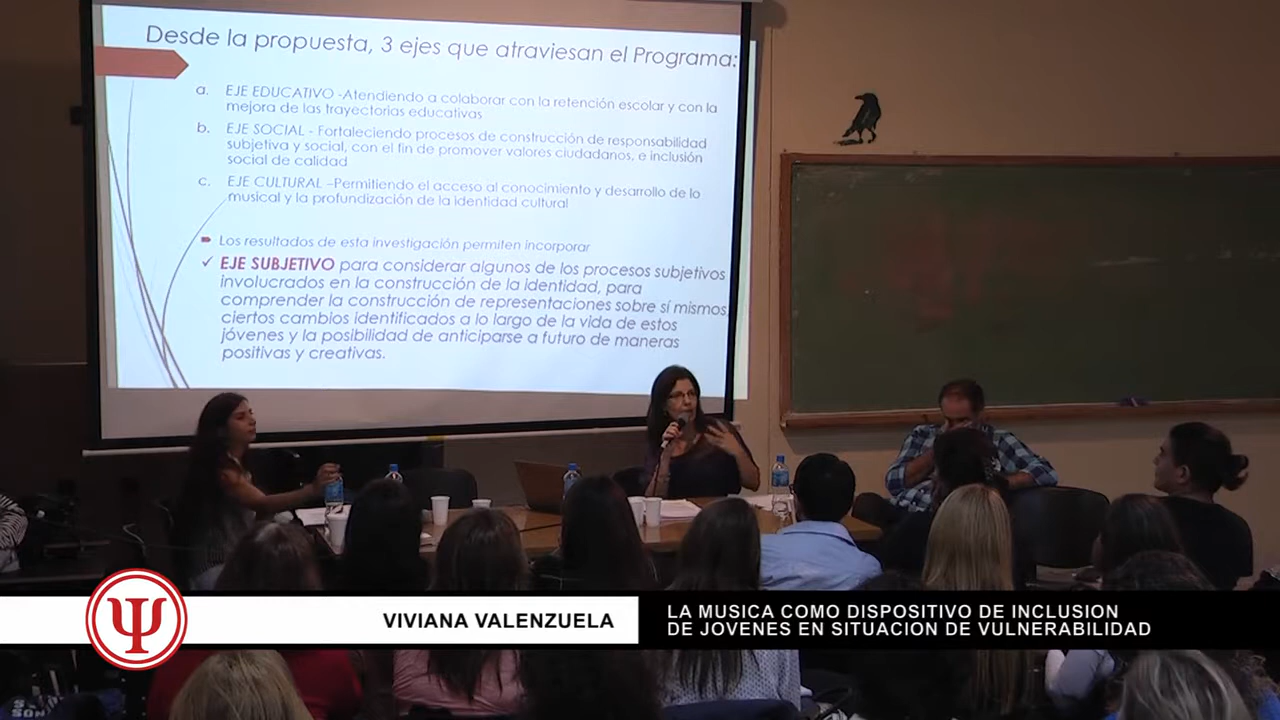 Desde la propuesta, 3 ejes que atraviesan el Programa:
a. EJE EDUCATIVO -Atendiendo a colaborar con la retención escolar y con la
mejora de las trayectorias educativas
b. EJE SOCIAL - Fortaleciendo procesos de construcción de responsabilidad
subjetiva y social, con el fin de promover valores ciudadanos, e inclusión
social de calidad
c. EJE CULTURAL –Permitiendo el acceso al conocimiento y desarrollo de lo
musical y la profundización de la identidad cultural
Los resultados de esta investigación permiten incorporar
✓ EJE SUBJETIVO para considerar algunos de los procesos subjetivos
involucrados en la construcción de la identidad, para
comprender la construcción de representaciones sobre sí mismos,
ciertos cambios identificados a lo largo de la vida de estos
jóvenes y la posibilidad de anticiparse a futuro de maneras
positivas y creativas.
Ψ
VIVIANA VALENZUELA
LA MUSICA COMO DISPOSITIVO DE INCLUSION
DE JOVENES EN SITUACION DE VULNERABILIDAD